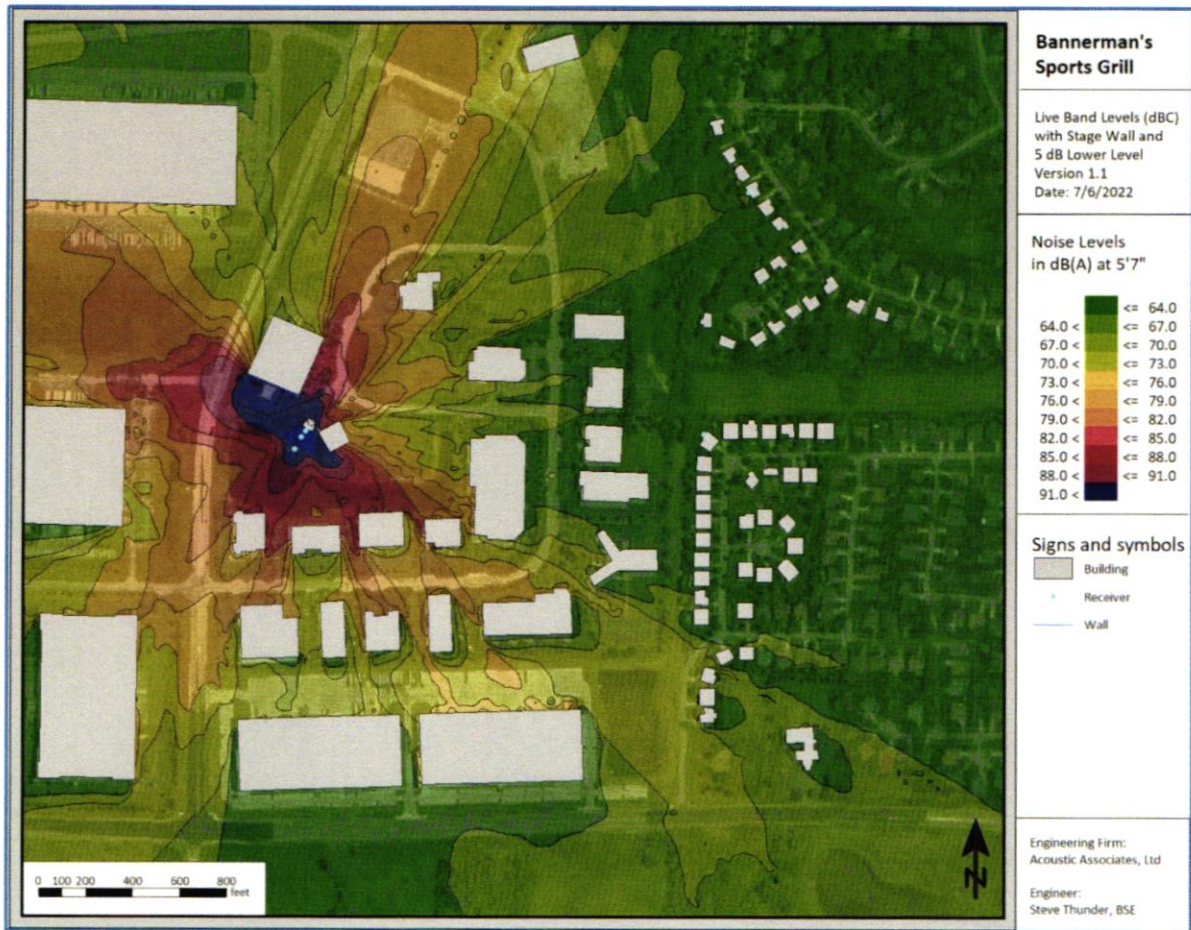 Bannerman's
Sports Grill
Live Band Levels (dBC)
with Stage Wall and
5 dB Lower Level
Version 1.1
Date: 7/6/2022
Noise Levels
in dB(A) at 5'7"
<= 64.0
64.0 < <= 67.0
67.0 < <= 70.0
70.0 < <= 73.0
73.0 < <= 76.0
76.0 < <= 79.0
79.0 < <= 82.0
82.0 < <= 85.0
85.0 < <= 88.0
88.0 < <= 91.0
91.0 <
Signs and symbols
Building
Receiver
Wall
0 100 200 400 600 800
feet
N
Engineering Firm:
Acoustic Associates, Ltd
Engineer:
Steve Thunder, BSE